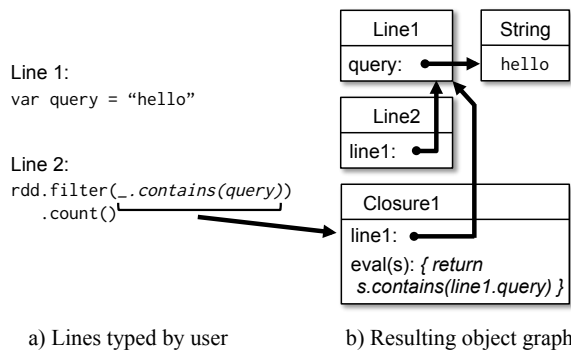 Line 1:
var query = “hello”
Line 2:
rdd.filter(_.contains(query))
.count()
Line1
query:
String
hello
Line2
line1:
Closure1
line1:
eval(s): { return
s.contains(line1.query) }
a) Lines typed by user
b) Resulting object graph